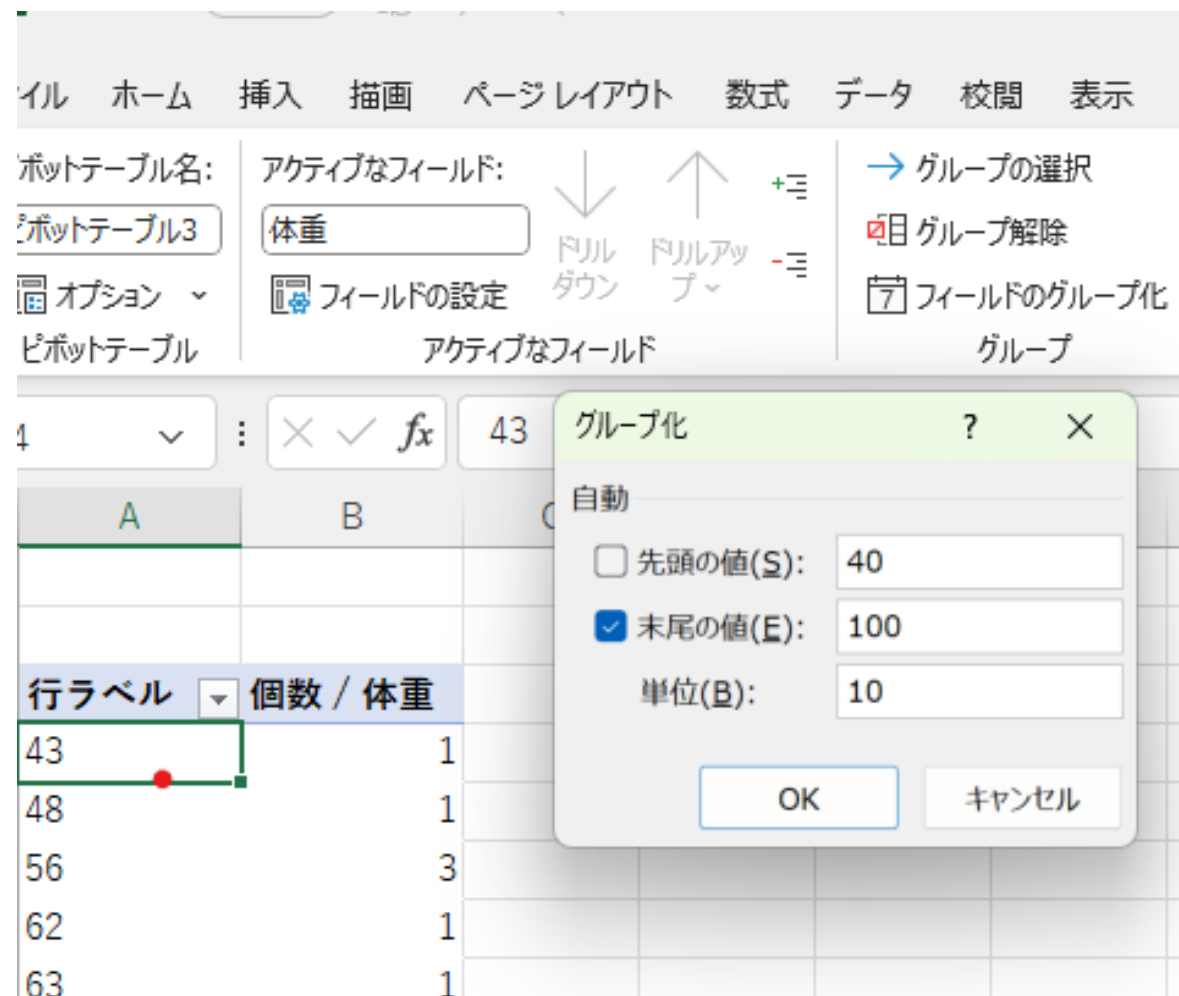 イル ホーム 挿入 描画 ページ レイアウト 数式 データ 校閲 表示
ピボットテーブル名:
ピボットテーブル3
オプション
ピボットテーブル
アクティブなフィールド:
体重
フィールドの設定
ドリルダウン
ドリルアップ
アクティブなフィールド
グループの選択
グループ解除
7 フィールドのグループ化
グループ
4
fx
43
グループ化 ? ×
自動
先頭の値(S): 40
末尾の値(E): 100
単位(B): 10
OK キャンセル
A B C
行ラベル 個数 / 体重
43 1
48 1
56 3
62 1
63 1